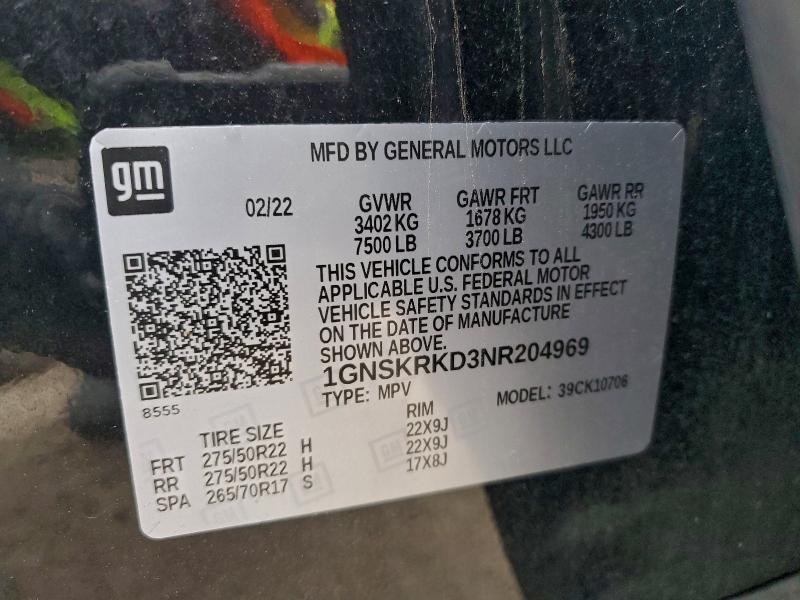 gm
MFD BY GENERAL MOTORS LLC
02/22 GVWR GAWR FRT GAWR RR
3402 KG 1678 KG 1950 KG
7500 LB 3700 LB 4300 LB
THIS VEHICLE CONFORMS TO ALL
APPLICABLE U.S. FEDERAL MOTOR
VEHICLE SAFETY STANDARDS IN EFFECT
ON THE DATE OF MANUFACTURE
SHOWN ABOVE.
1GNSKRKD3NR204969
TYPE: MPV MODEL: 39CK10706
8555
TIRE SIZE RIM
FRT 275/50R22 H 22X9J
RR 275/50R22 H 22X9J
SPA 265/70R17 S 17X8J